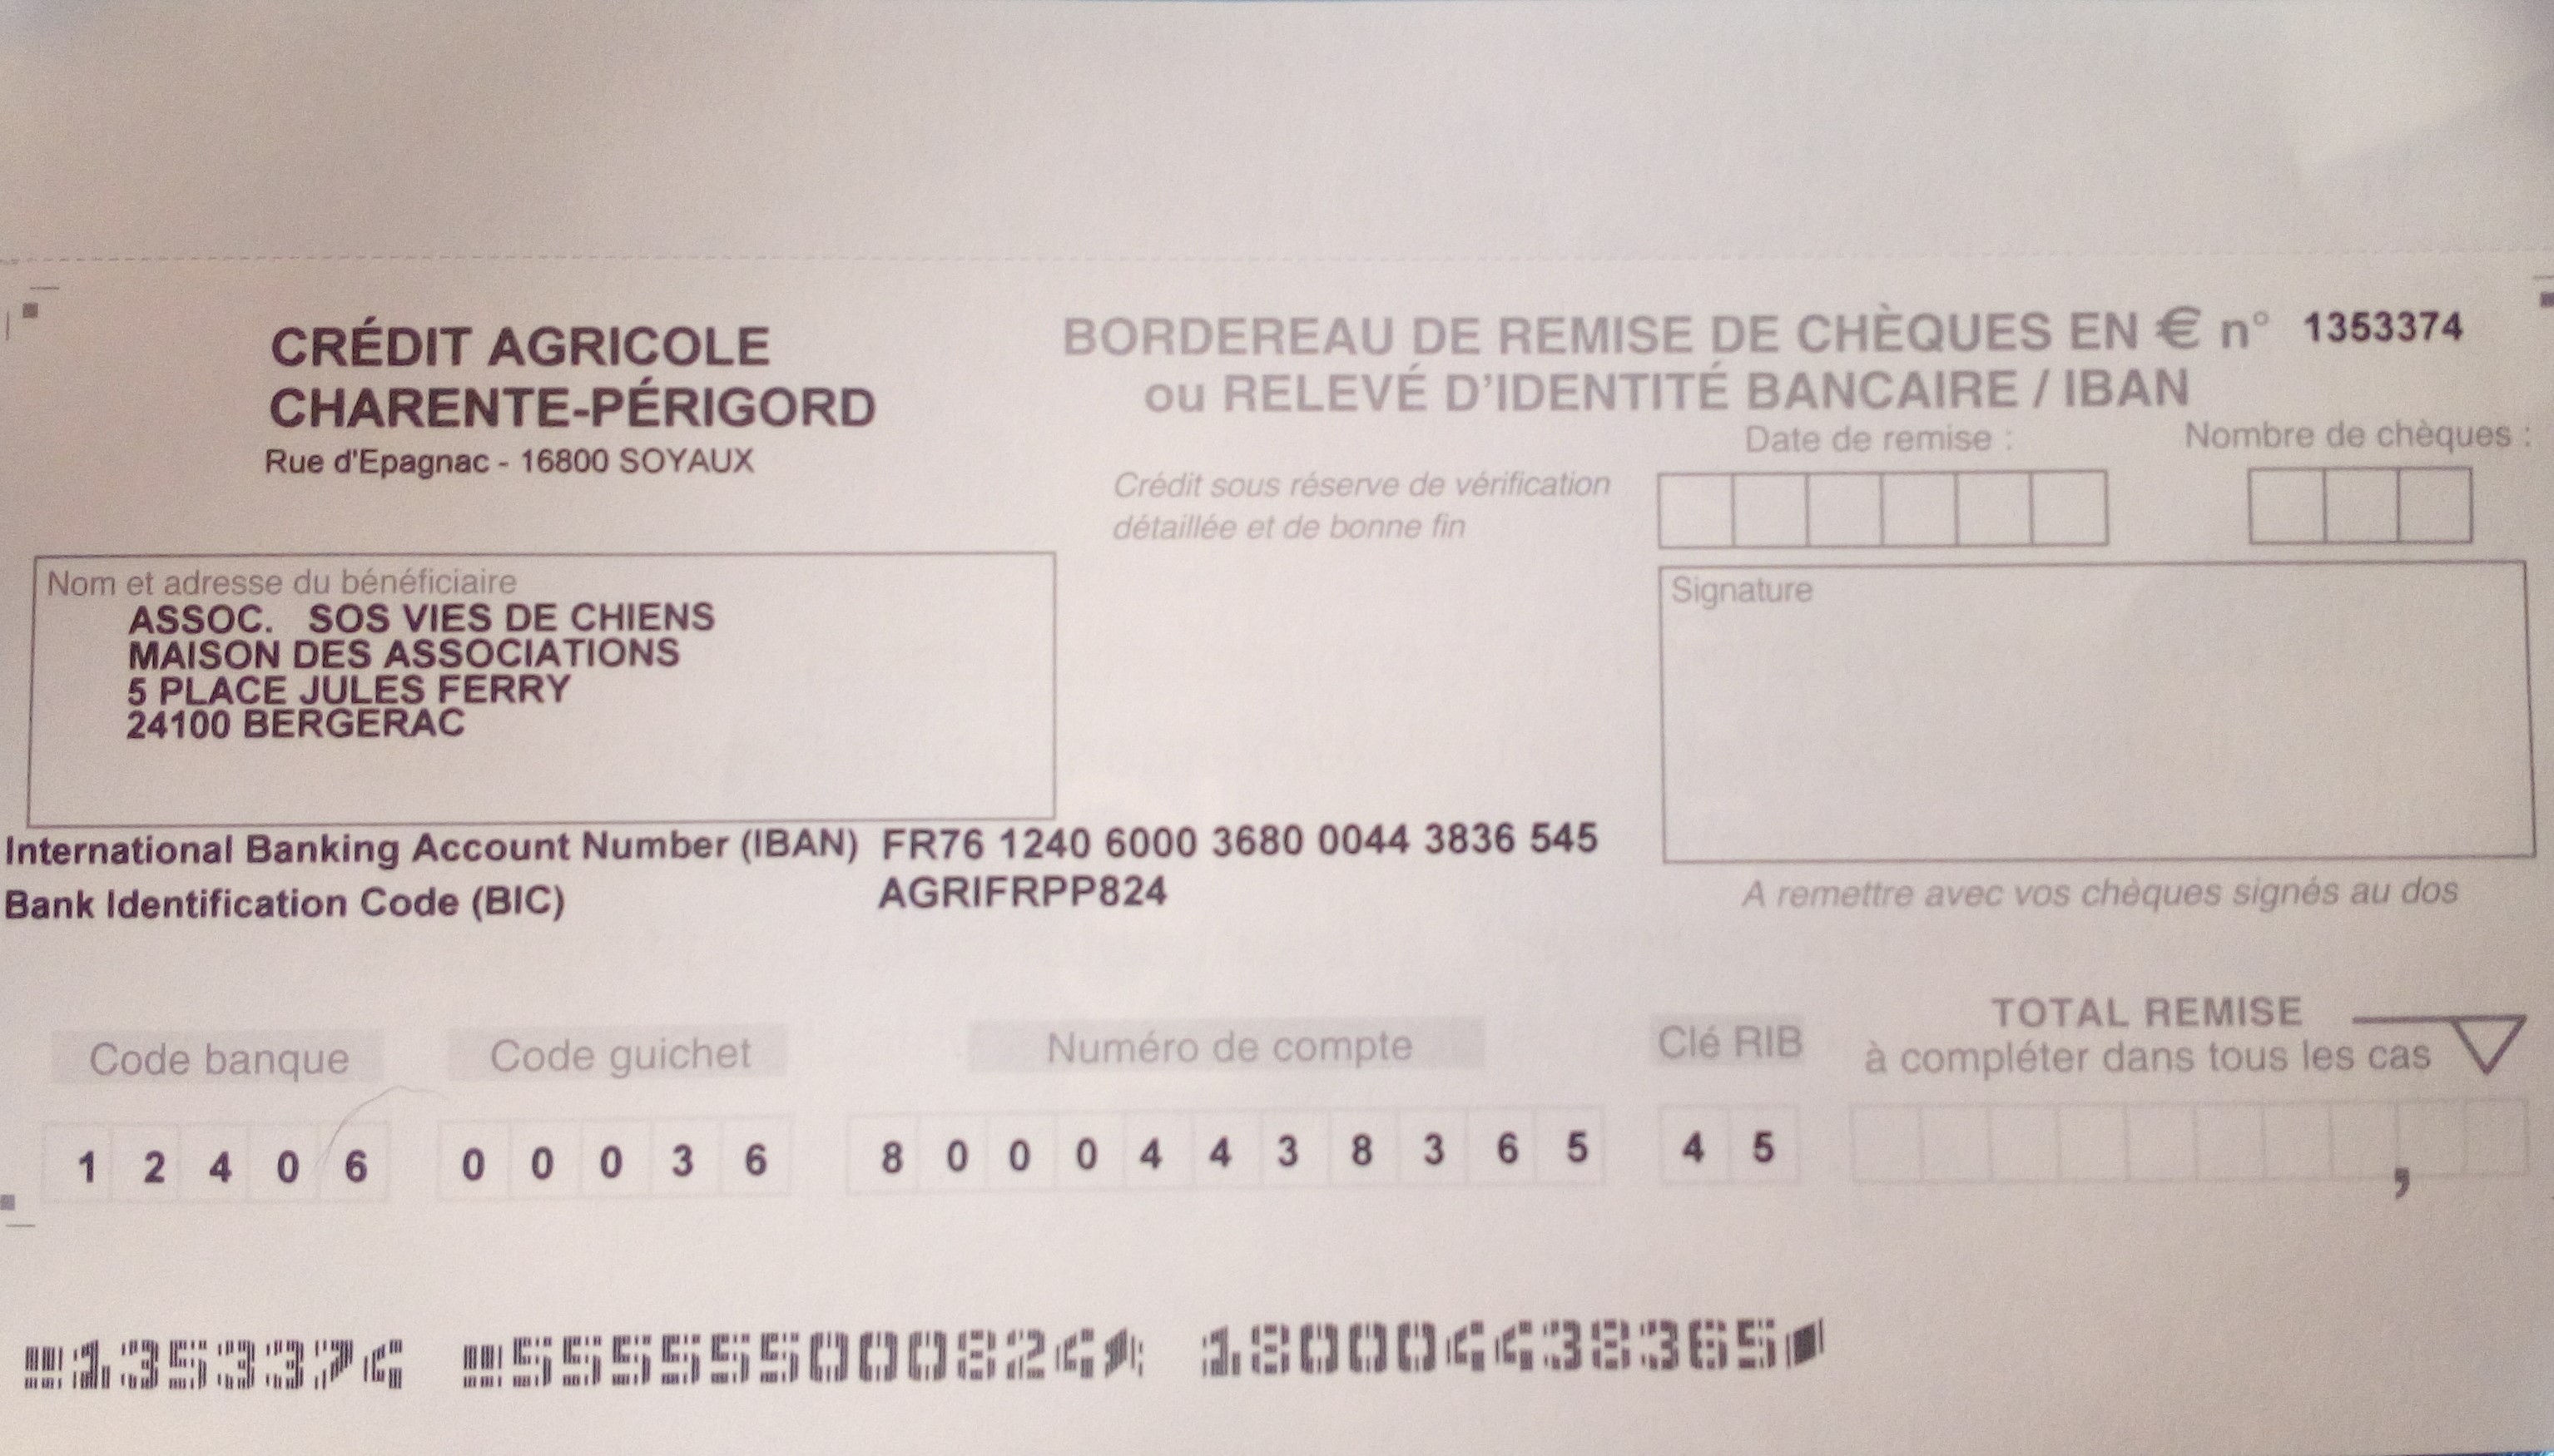 CRÉDIT AGRICOLE
CHARENTE-PÉRIGORD
Rue d'Epagnac - 16800 SOYAUX
BORDEREAU DE REMISE DE CHÈQUES EN € n° 1353374
ou RELEVÉ D'IDENTITÉ BANCAIRE / IBAN
Date de remise :
Nombre de chèques :
Crédit sous réserve de vérification
détaillée et de bonne fin
Nom et adresse du bénéficiaire
ASSOC. SOS VIES DE CHIENS
MAISON DES ASSOCIATIONS
5 PLACE JULES FERRY
24100 BERGERAC
Signature
International Banking Account Number (IBAN) FR76 1240 6000 3680 0044 3836 545
Bank Identification Code (BIC) AGRIFRPP824
A remettre avec vos chèques signés au dos
TOTAL REMISE
à compléter dans tous les cas
Code banque Code guichet Numéro de compte Clé RIB
1 2 4 0 6 0 0 0 3 6 8 0 0 0 4 4 3 8 3 6 5 4 5 ,
1353374 555555000824 180004438365